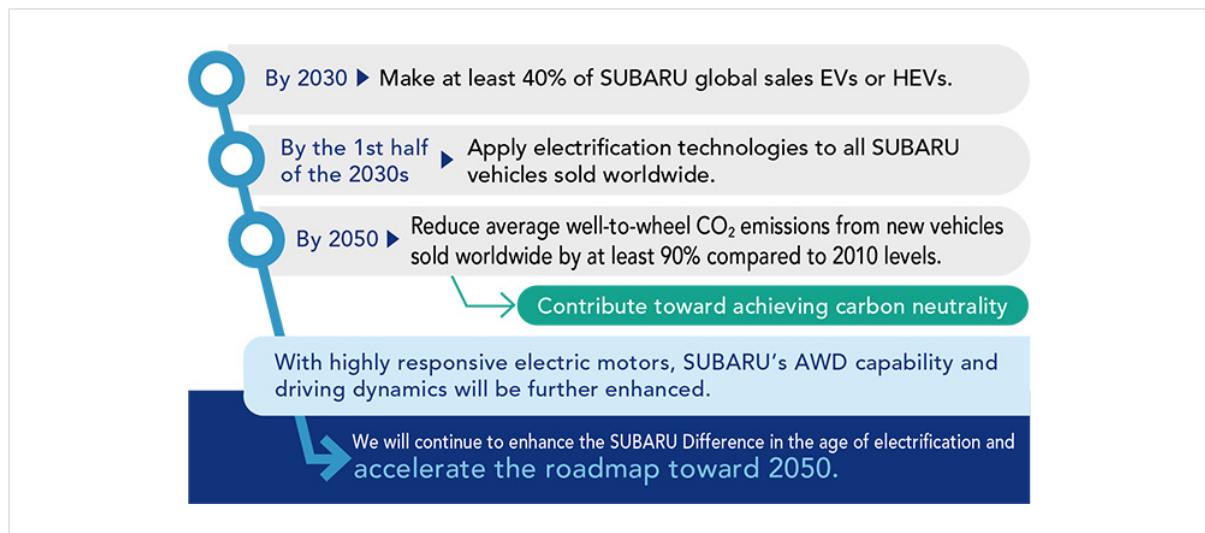 By 2030 ▶ Make at least 40% of SUBARU global sales EVs or HEVs.
By the 1st half
of the 2030s ▶
Apply electrification technologies to all SUBARU
vehicles sold worldwide.
By 2050 ▶
Reduce average well-to-wheel CO₂ emissions from new vehicles
sold worldwide by at least 90% compared to 2010 levels.
Contribute toward achieving carbon neutrality
With highly responsive electric motors, SUBARU’s AWD capability and
driving dynamics will be further enhanced.
We will continue to enhance the SUBARU Difference in the age of electrification and
accelerate the roadmap toward 2050.